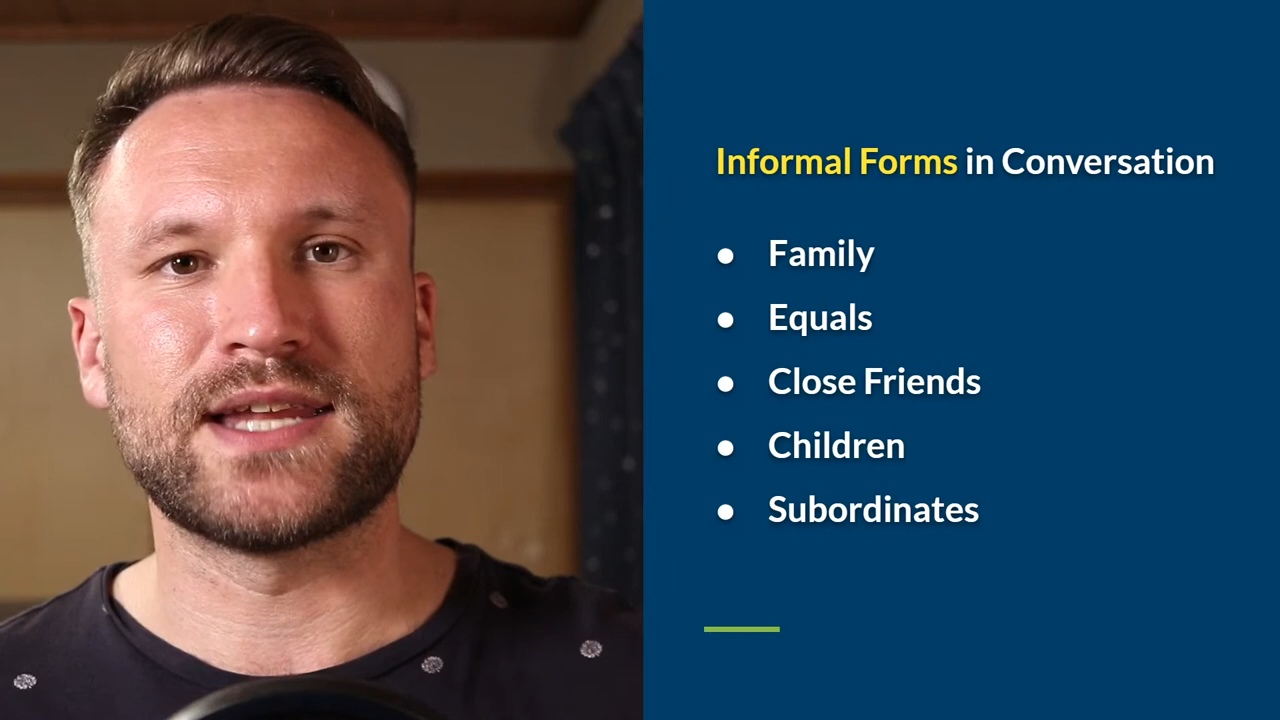 Informal Forms in Conversation
● Family
● Equals
● Close Friends
● Children
● Subordinates